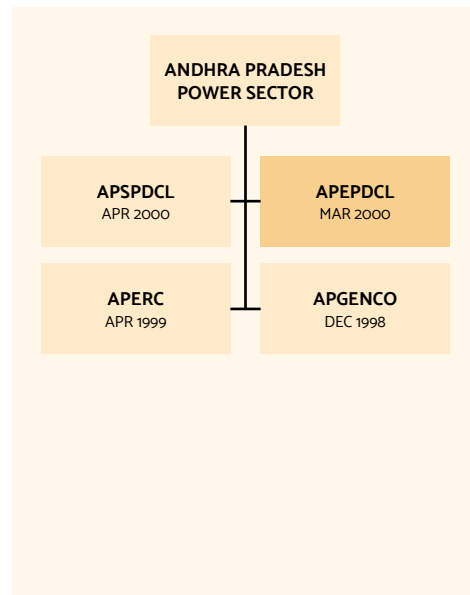 ANDHRA PRADESH
POWER SECTOR
APSPDCL
APR 2000
APEPDCL
MAR 2000
APERC
APR 1999
APGENCO
DEC 1998